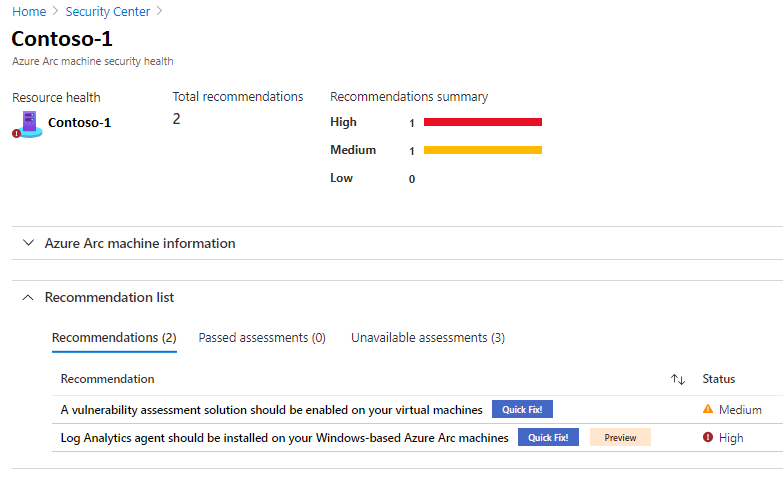 Home > Security Center >
Contoso-1
Azure Arc machine security health
Resource health
Contoso-1
Total recommendations
2
Recommendations summary
High 1
Medium 1
Low 0
Azure Arc machine information
Recommendation list
Recommendations (2) Passed assessments (0) Unavailable assessments (3)
Recommendation ↑↓ Status
A vulnerability assessment solution should be enabled on your virtual machines Quick Fix! Medium
Log Analytics agent should be installed on your Windows-based Azure Arc machines Quick Fix! Preview High